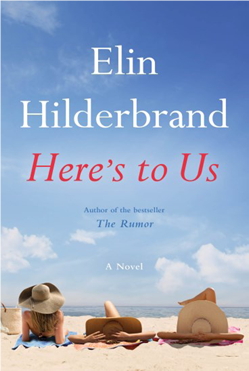 Elin
Hilderbrand
Here's to Us
Author of the bestseller
The Rumor
A Novel